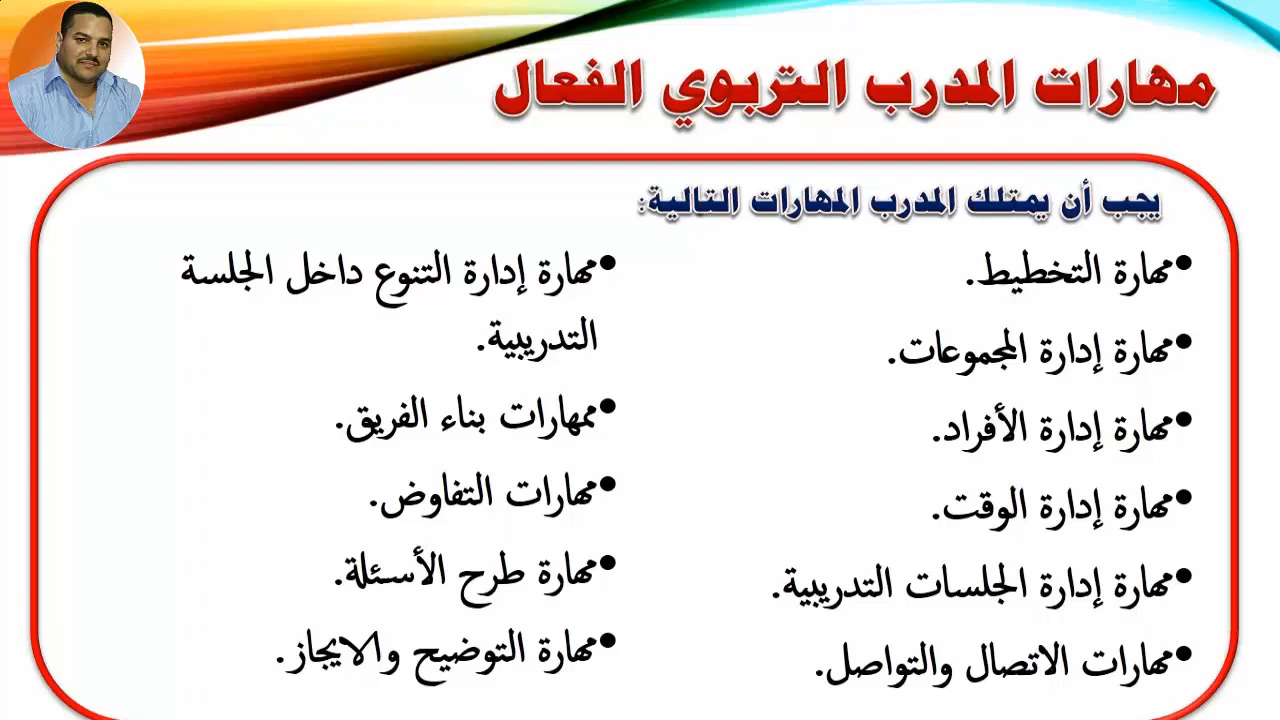 مهارات المدرب التربوي الفعال
يجب أن يمتلك المدرب المهارات التالية:
•مهارة التخطيط.
•مهارة إدارة المجموعات.
•مهارة إدارة الأفراد.
•مهارة إدارة الوقت.
•مهارة إدارة الجلسات التدريبية.
•مهارات الاتصال والتواصل.
•مهارة إدارة التنوع داخل الجلسة
التدريبية.
•ممهارات بناء الفريق.
•مهارات التفاوض.
•مهارة طرح الأسئلة.
•مهارة التوضيح والايجاز.